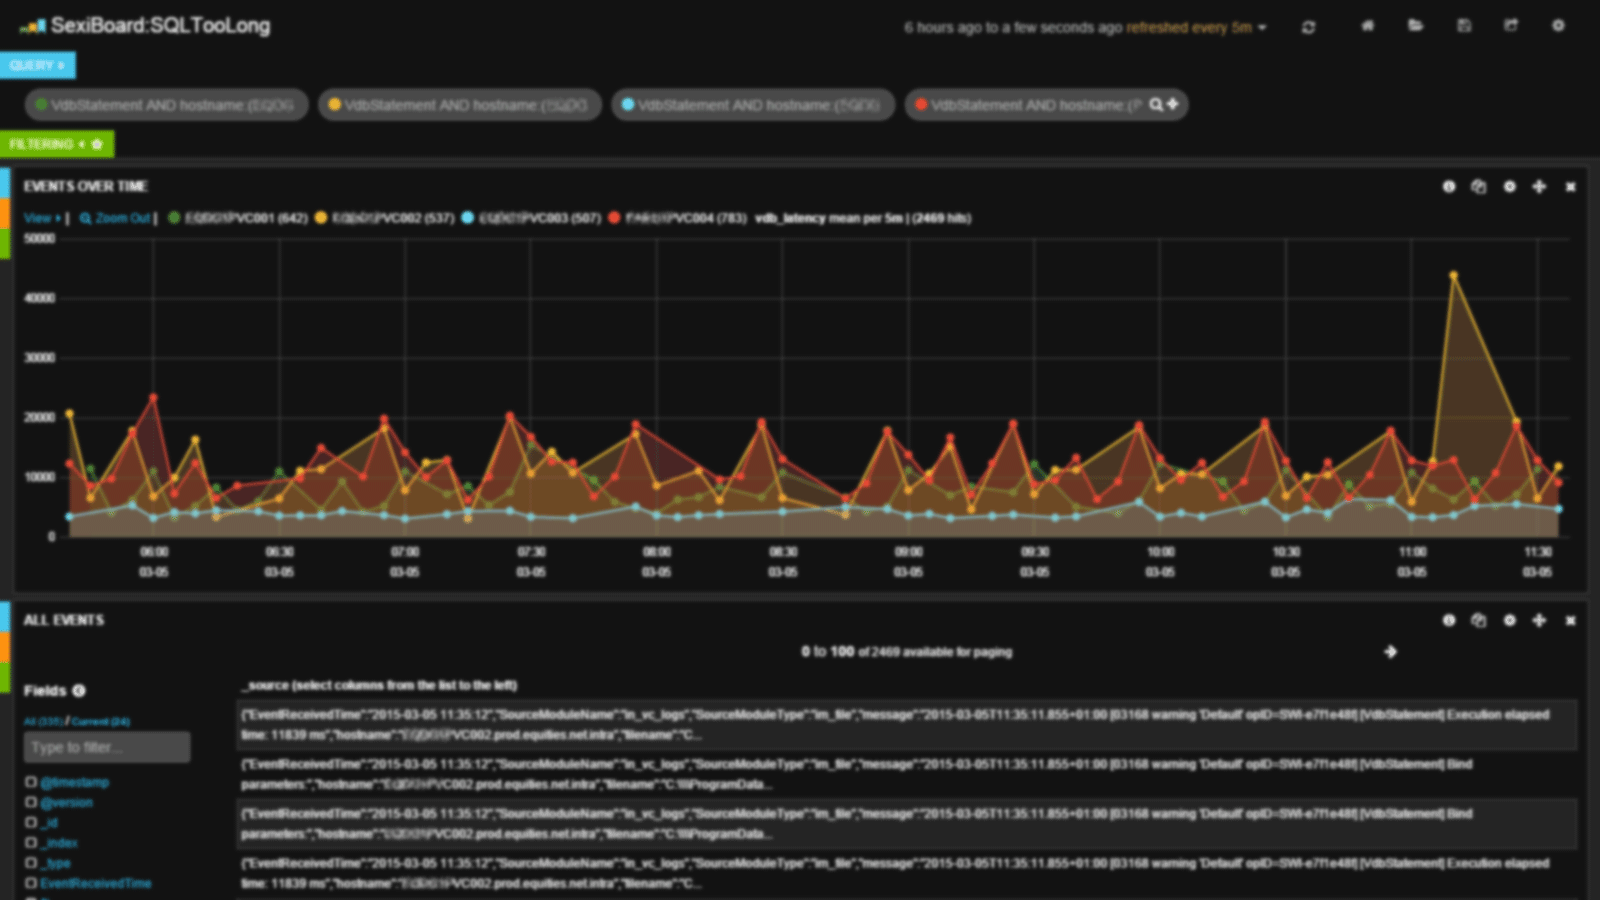 SexiBoard:SQLTooLong
6 hours ago to a few seconds ago refreshed every 5m
QUERY
VdbStatement AND hostname:( VdbStatement AND hostname:( VdbStatement AND hostname:( VdbStatement AND hostname:(
FILTERING
EVENTS OVER TIME
View | Zoom Out | PVC001 (642) PVC002 (537) PVC003 (507) PVC004 (783) vdb_latency mean per 5m | (2469 hits)
50000
40000
30000
20000
10000
0
06:00 06:30 07:00 07:30 08:00 08:30 09:00 09:30 10:00 10:30 11:00 11:30
03-05 03-05 03-05 03-05 03-05 03-05 03-05 03-05 03-05 03-05 03-05 03-05
ALL EVENTS
0 to 100 of 2469 available for paging
Fields
_source (select columns from the list to the left)
All (335) / Current (24)
Type to filter...
@timestamp
@version
_id
_index
_type
EventReceivedTime
{"EventReceivedTime":"2015-03-05 11:35:12","SourceModuleName":"in_vc_logs","SourceModuleType":"im_file","message":"2015-03-05T11:35:11.855+01:00 [03168 warning 'Default' opID=SWI-e7f1e48f] [VdbStatement] Execution elapsed
time: 11839 ms","hostname":" PVC002.prod.equities.net.intra","filename":"C...
{"EventReceivedTime":"2015-03-05 11:35:12","SourceModuleName":"in_vc_logs","SourceModuleType":"im_file","message":"2015-03-05T11:35:11.855+01:00 [03168 warning 'Default' opID=SWI-e7f1e48f] [VdbStatement] Bind
parameters:","hostname":" PVC002.prod.equities.net.intra","filename":"C:\\\\ProgramData...
{"EventReceivedTime":"2015-03-05 11:35:12","SourceModuleName":"in_vc_logs","SourceModuleType":"im_file","message":"2015-03-05T11:35:11.855+01:00 [03168 warning 'Default' opID=SWI-e7f1e48f] [VdbStatement] Bind
parameters:","hostname":" PVC002.prod.equities.net.intra","filename":"C:\\\\ProgramData...
{"EventReceivedTime":"2015-03-05 11:35:12","SourceModuleName":"in_vc_logs","SourceModuleType":"im_file","message":"2015-03-05T11:35:11.855+01:00 [03168 warning 'Default' opID=SWI-e7f1e48f] [VdbStatement] Execution elapsed
time: 11839 ms","hostname":" PVC002.prod.equities.net.intra","filename":"C...